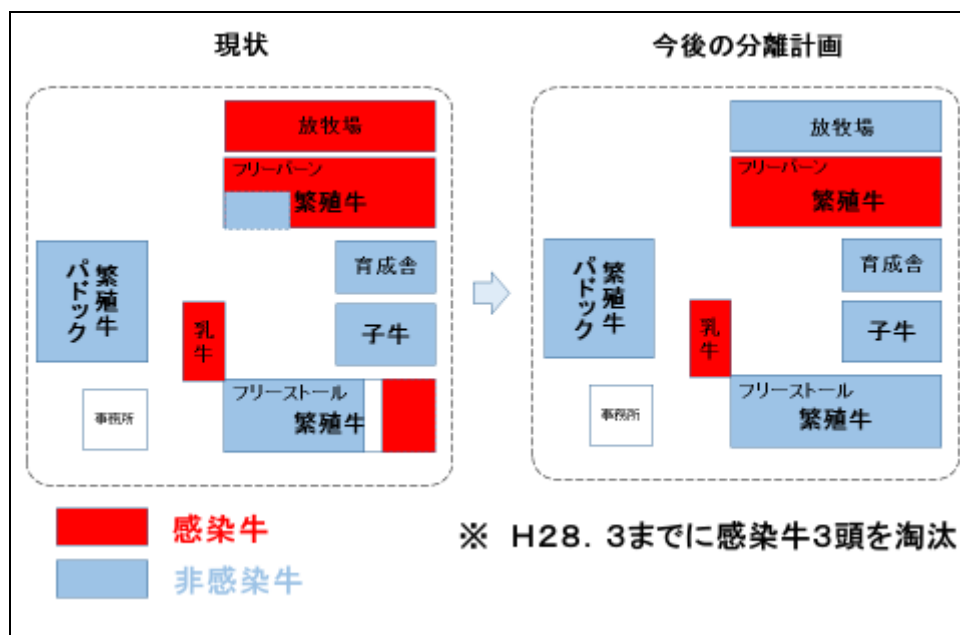 現状
放牧場
フリーバーン
繁殖牛
繁殖牛
パドック
育成舎
子牛
乳牛
フリーストール
繁殖牛
事務所
今後の分離計画
放牧場
フリーバーン
繁殖牛
繁殖牛
パドック
育成舎
子牛
乳牛
フリーストール
繁殖牛
事務所
感染牛
非感染牛
※ H28．3までに感染牛3頭を淘汰